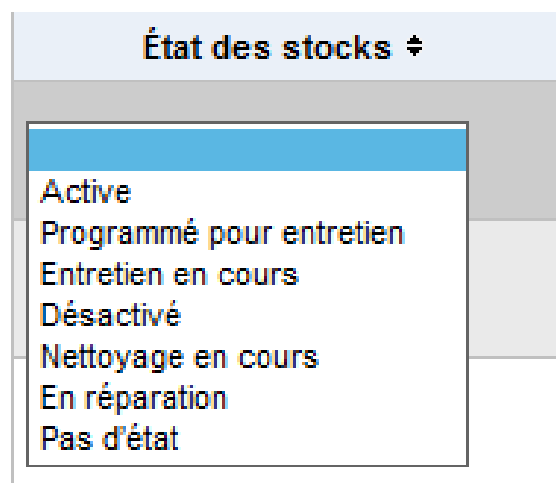 État des stocks
Active
Programmé pour entretien
Entretien en cours
Désactivé
Nettoyage en cours
En réparation
Pas d'état